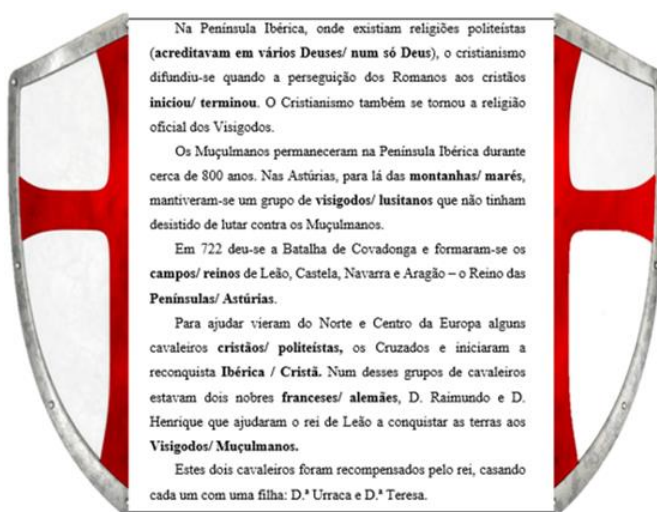 Na Península Ibérica, onde existiam religiões politeístas
(acreditavam em vários Deuses/ num só Deus), o cristianismo
difundiu-se quando a perseguição dos Romanos aos cristãos
iniciou/ terminou. O Cristianismo também se tornou a religião
oficial dos Visigodos.
Os Muçulmanos permaneceram na Península Ibérica durante
cerca de 800 anos. Nas Astúrias, para lá das montanhas/ marés,
mantiveram-se um grupo de visigodos/ lusitanos que não tinham
desistido de lutar contra os Muçulmanos.
Em 722 deu-se a Batalha de Covadonga e formaram-se os
campos/ reinos de Leão, Castela, Navarra e Aragão – o Reino das
Penínsulas/ Astúrias.
Para ajudar vieram do Norte e Centro da Europa alguns
cavaleiros cristãos/ politeístas, os Cruzados e iniciaram a
reconquista Ibérica / Cristã. Num desses grupos de cavaleiros
estavam dois nobres franceses/ alemães, D. Raimundo e D.
Henrique que ajudaram o rei de Leão a conquistar as terras aos
Visigodos/ Muçulmanos.
Estes dois cavaleiros foram recompensados pelo rei, casando
cada um com uma filha: D.ª Urraca e D.ª Teresa.